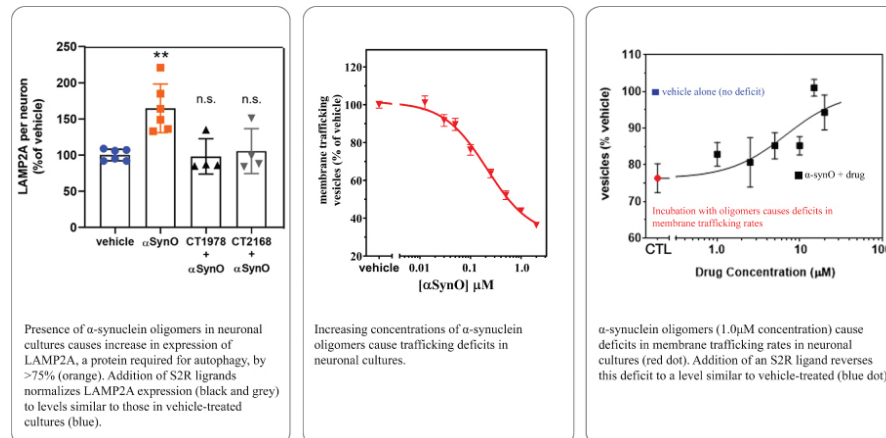 LAMP2A per neuron
(%of vehicle)
250
200
150
100
50
0
**
n.s.
n.s.
vehicle
αSynO
CT1978
+
αSynO
CT2168
+
αSynO
Presence of α-synuclein oligomers in neuronal
cultures causes increase in expression of
LAMP2A, a protein required for autophagy, by
>75% (orange). Addition of S2R ligrands
normalizes LAMP2A expression (black and grey)
to levels similar to those in vehicle-treated
cultures (blue).
membrane trafficking
vesicles (% of vehicle)
120
100
80
60
40
20
vehicle
0.01
0.1
1.0
[αSynO] μM
Increasing concentrations of α-synuclein
oligomers cause trafficking deficits in
neuronal cultures.
vesicles (% vehicle)
110
100
90
80
70
60
vehicle alone (no deficit)
α-synO + drug
Incubation with oligomers causes deficits in
membrane trafficking rates
CTL
1.0
10
100
Drug Concentration (μM)
α-synuclein oligomers (1.0μM concentration) cause
deficits in membrane trafficking rates in neuronal
cultures (red dot). Addition of an S2R ligand reverses
this deficit to a level similar to vehicle-treated (blue dot)